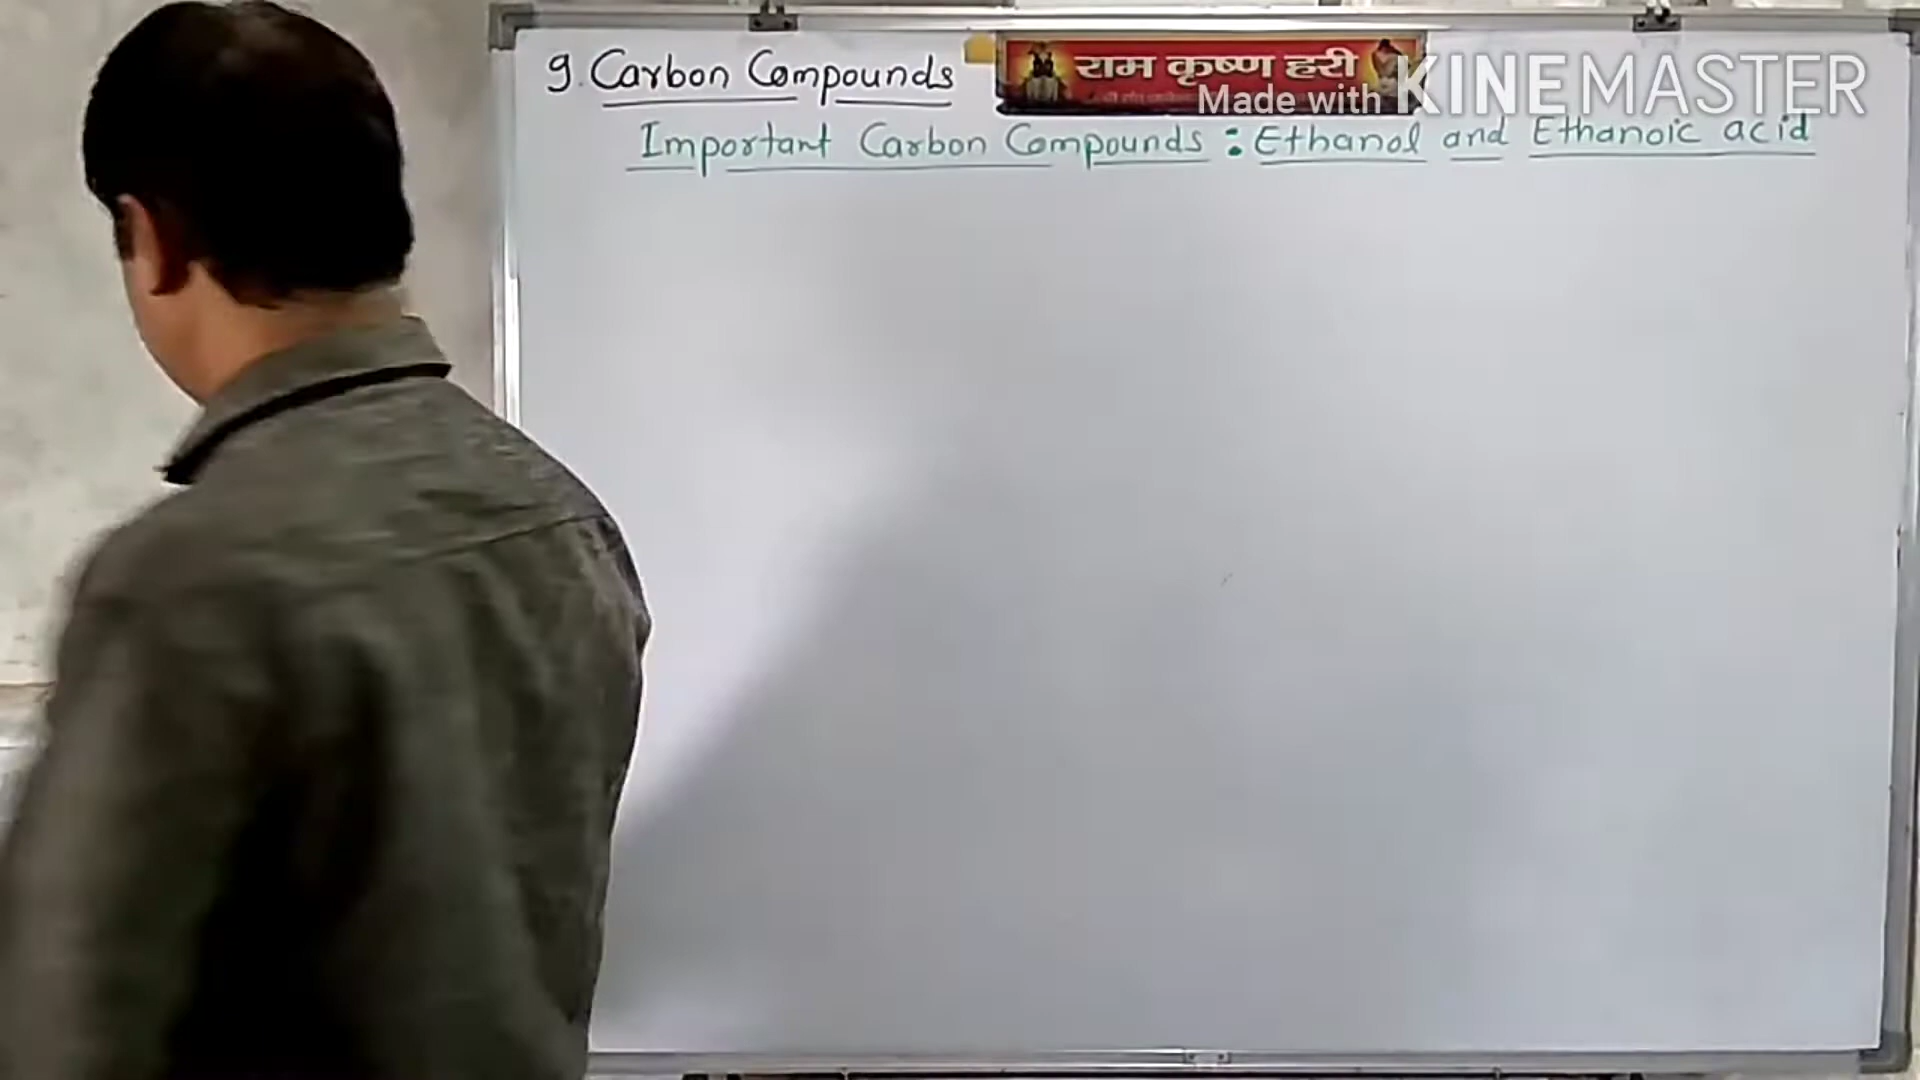 9. Carbon Compounds
राम कृष्ण हरी
Made with KINEMASTER
Important Carbon Compounds : Ethanol and Ethanoic acid